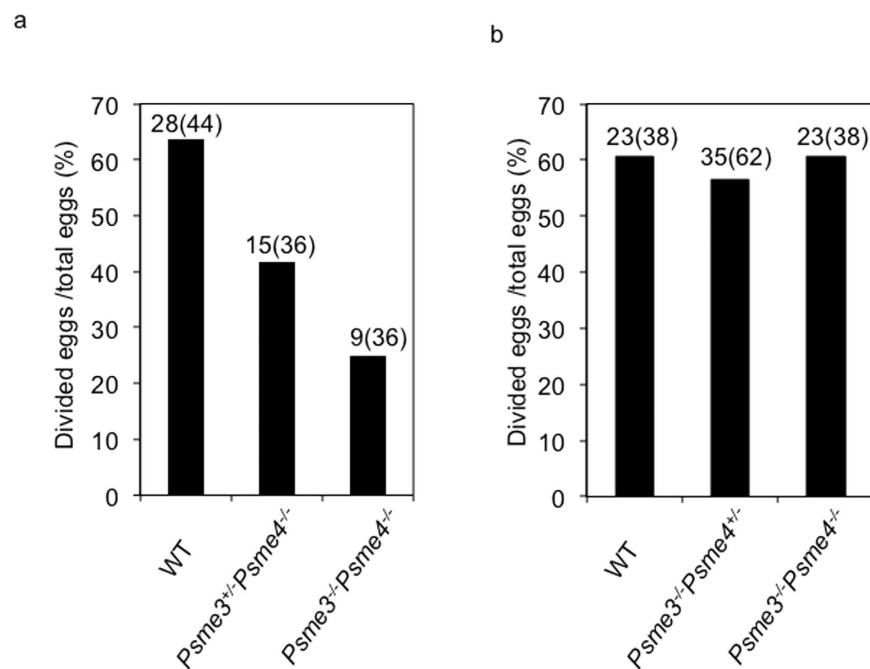 a
Divided eggs /total eggs (%)
70
60
50
40
30
20
10
0
28(44)
15(36)
9(36)
WT
Psme3+/-Psme4-/-
Psme3-/-Psme4-/-
b
Divided eggs /total eggs (%)
70
60
50
40
30
20
10
0
23(38)
35(62)
23(38)
WT
Psme3-/-Psme4+/-
Psme3-/-Psme4-/-